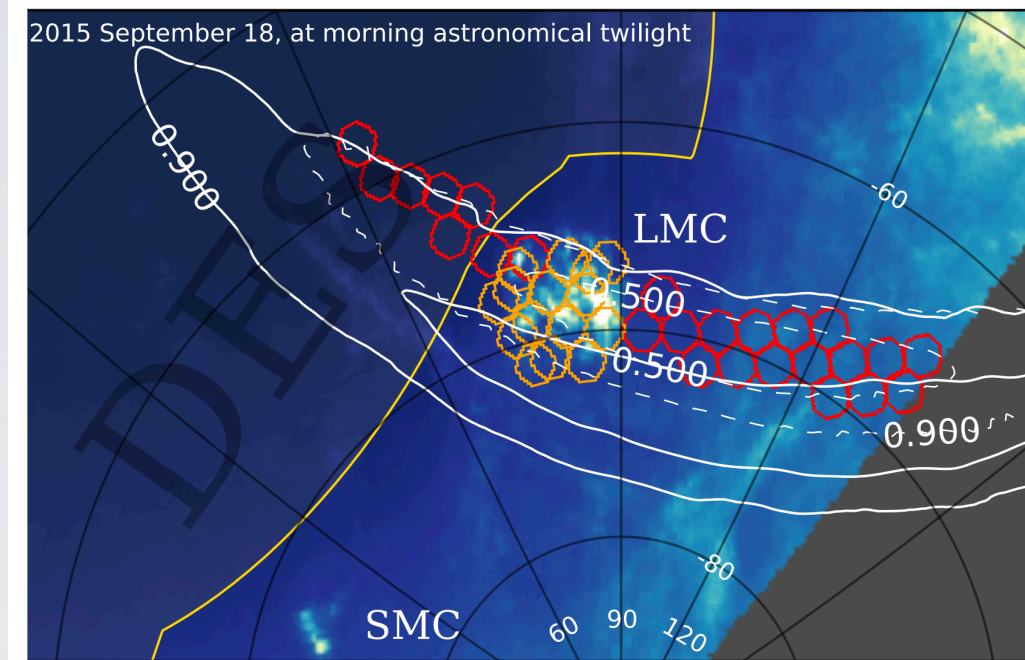 2015 September 18, at morning astronomical twilight
0.900
DES
-60
LMC
0.500
0.500
0.900
-80
SMC
60 90 120